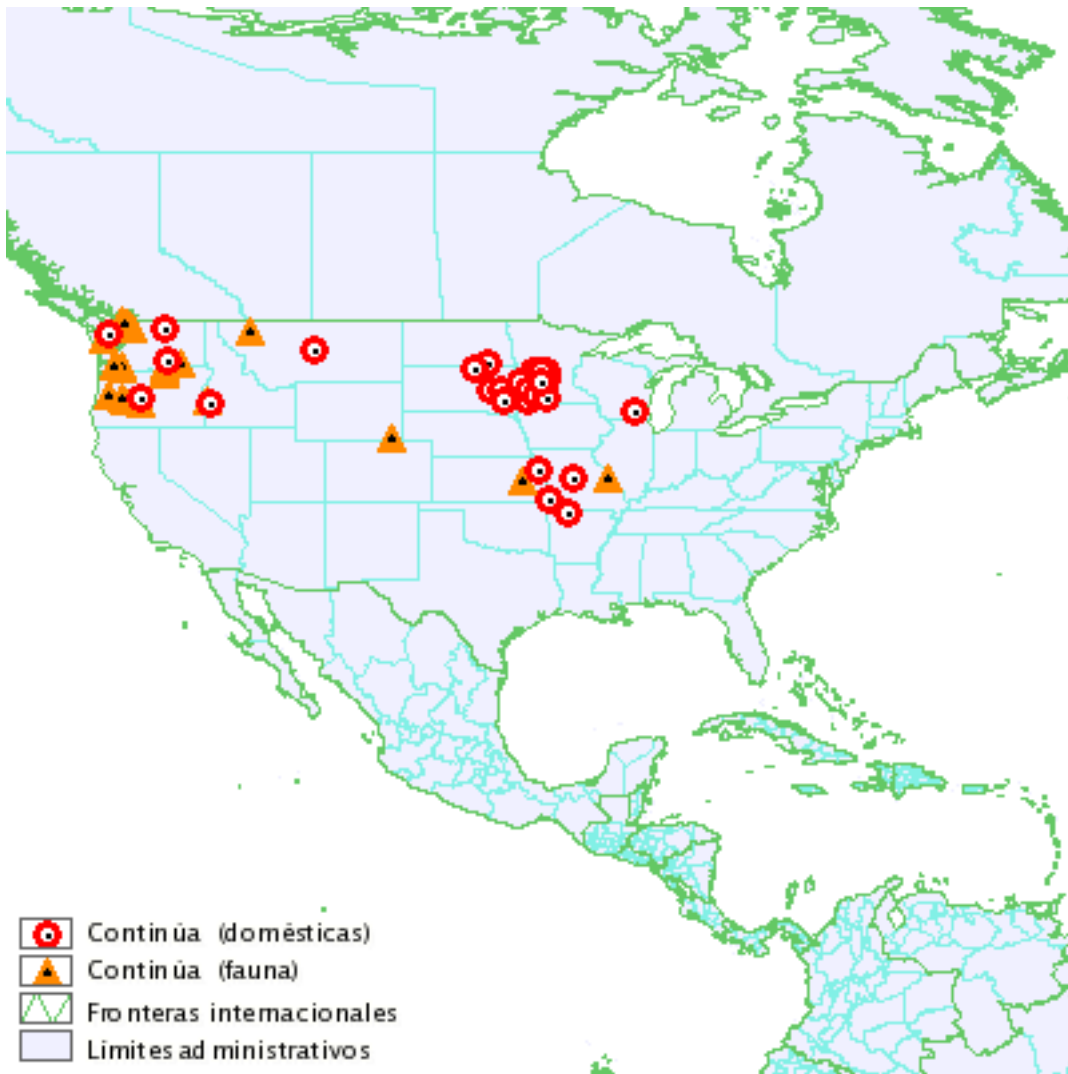 Continúa (domésticas)
Continúa (fauna)
Fronteras internacionales
Límites administrativos